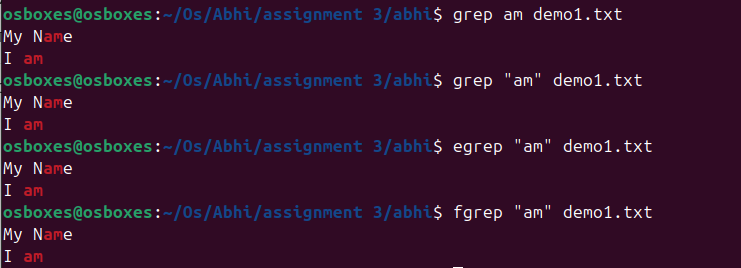 osboxes@osboxes:~/Os/Abhi/assignment 3/abhi$ grep am demo1.txt
My Name
I am
osboxes@osboxes:~/Os/Abhi/assignment 3/abhi$ grep "am" demo1.txt
My Name
I am
osboxes@osboxes:~/Os/Abhi/assignment 3/abhi$ egrep "am" demo1.txt
My Name
I am
osboxes@osboxes:~/Os/Abhi/assignment 3/abhi$ fgrep "am" demo1.txt
My Name
I am